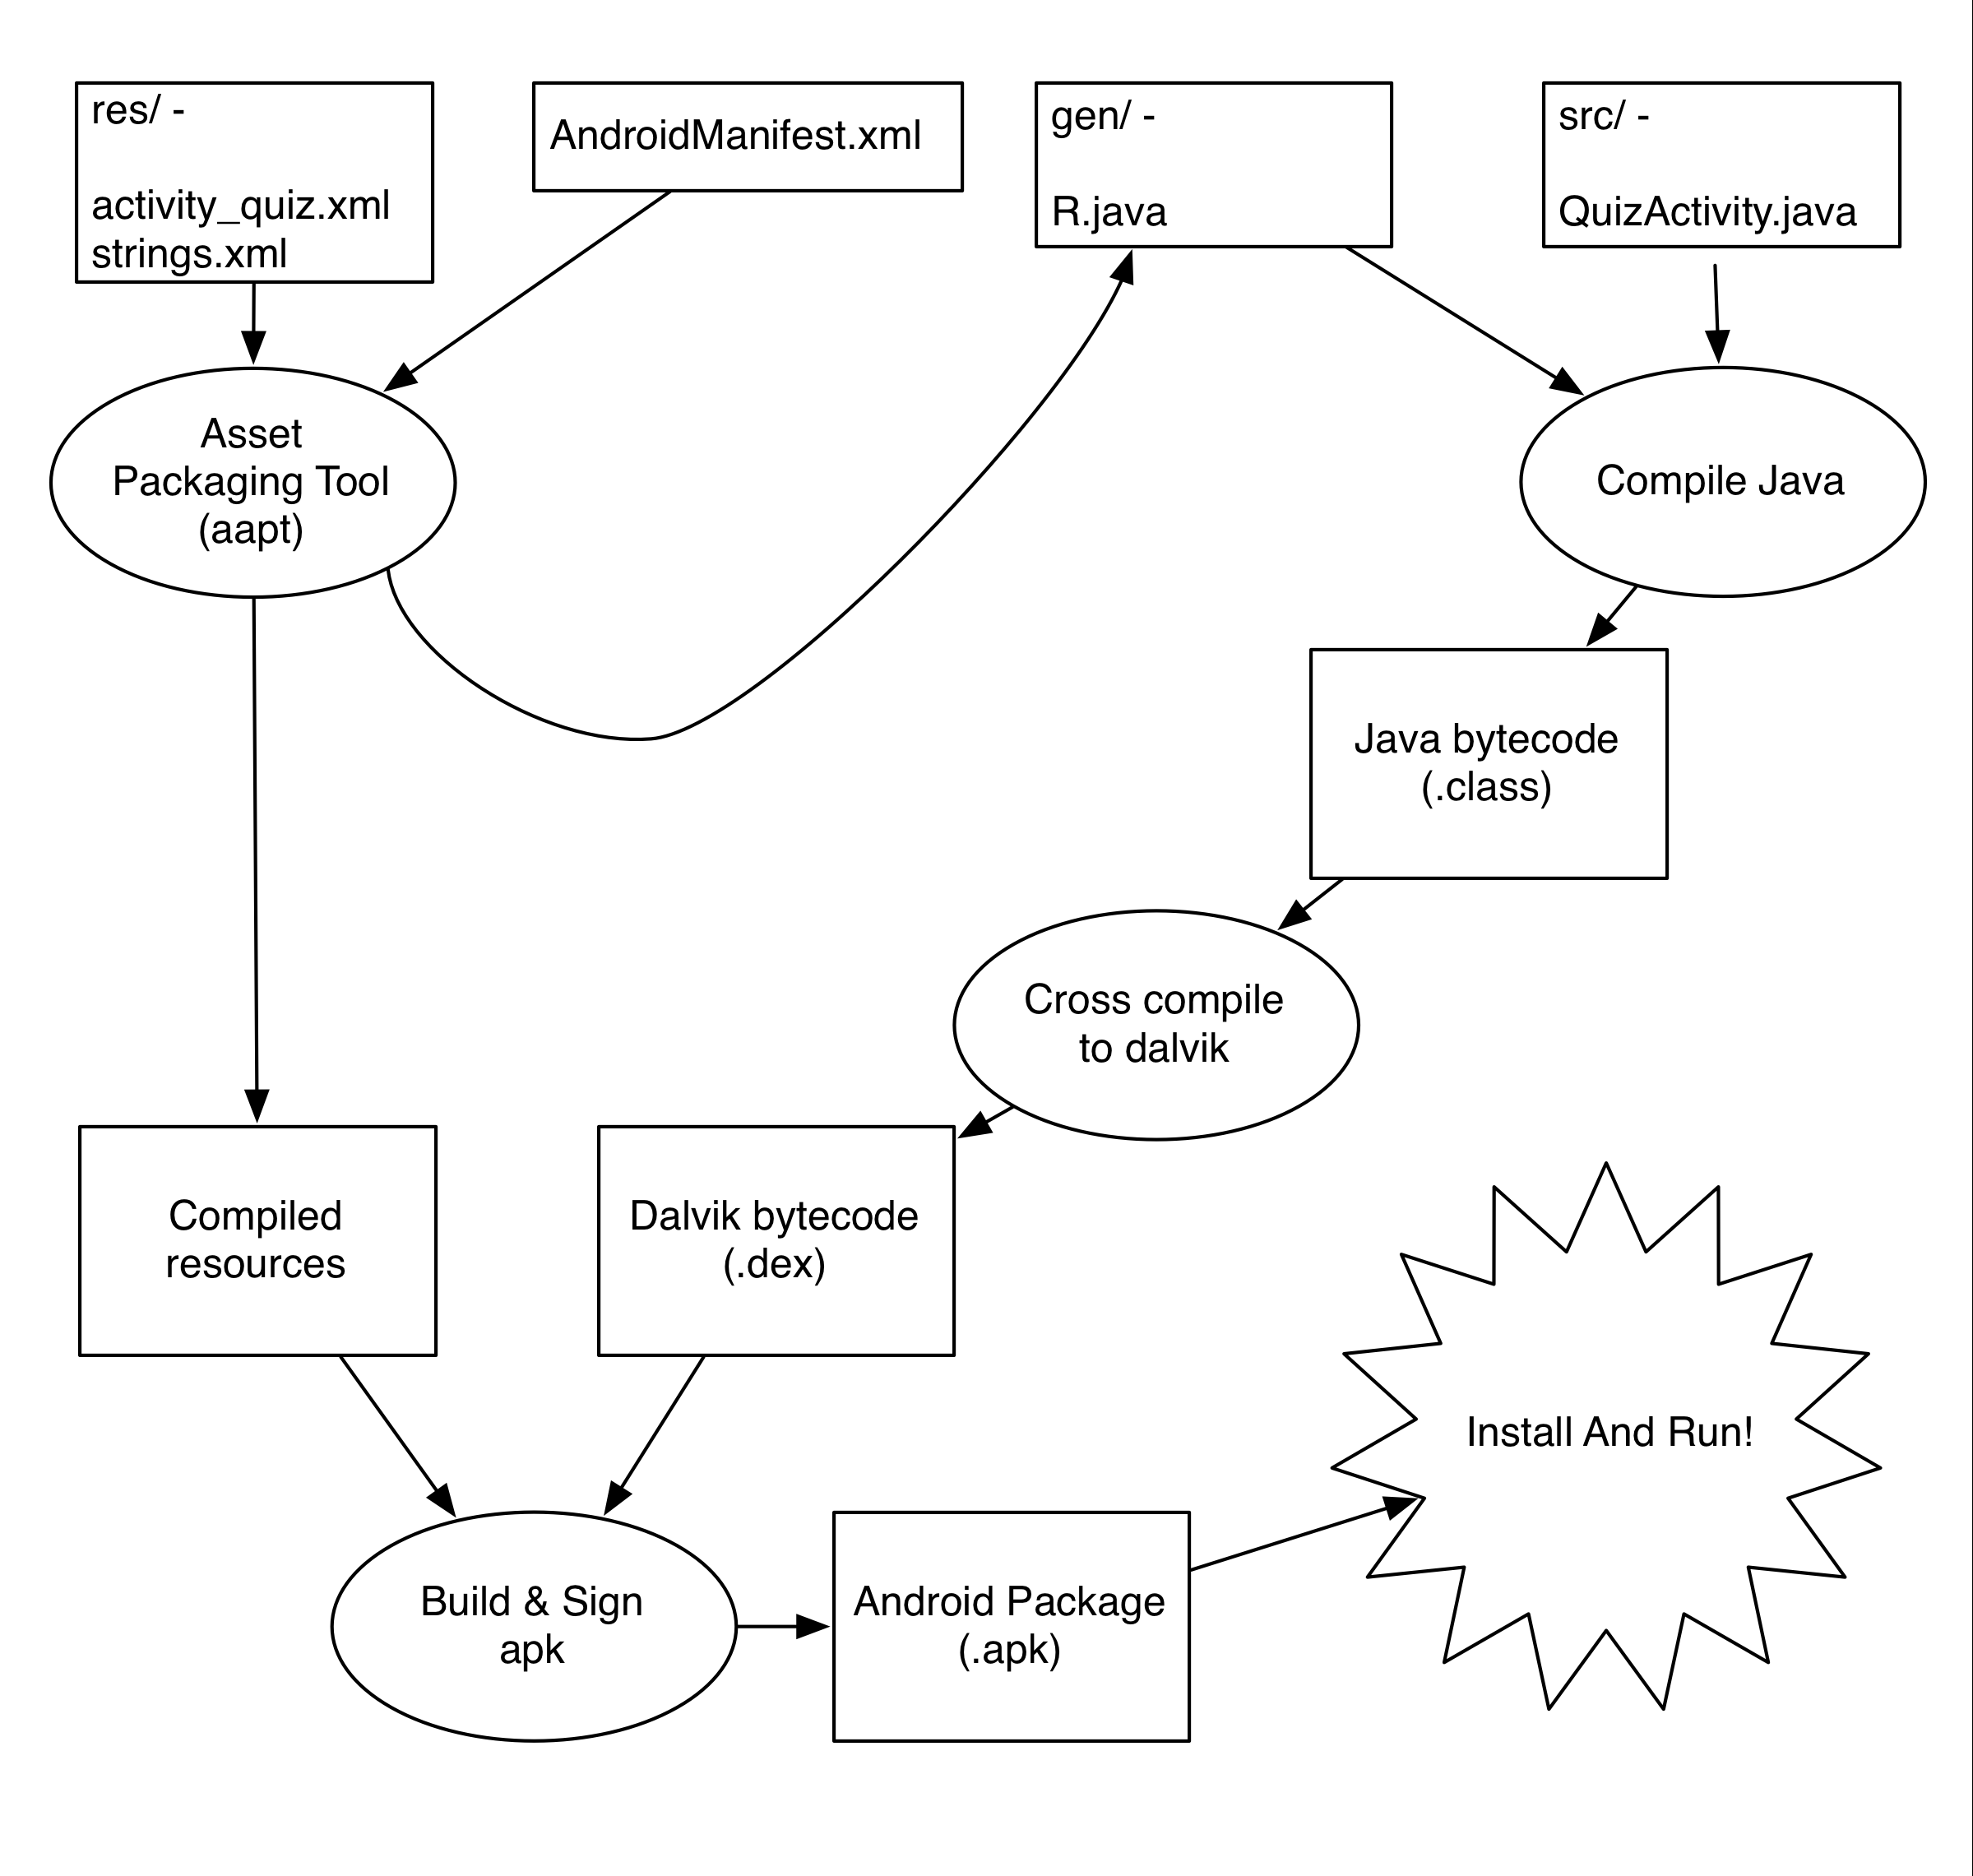 res/ -
activity_quiz.xml
strings.xml
AndroidManifest.xml
gen/ -
R.java
src/ -
QuizActivity.java
Asset
Packaging Tool
(aapt)
Compile Java
Java bytecode
(.class)
Cross compile
to dalvik
Compiled
resources
Dalvik bytecode
(.dex)
Install And Run!
Build & Sign
apk
Android Package
(.apk)